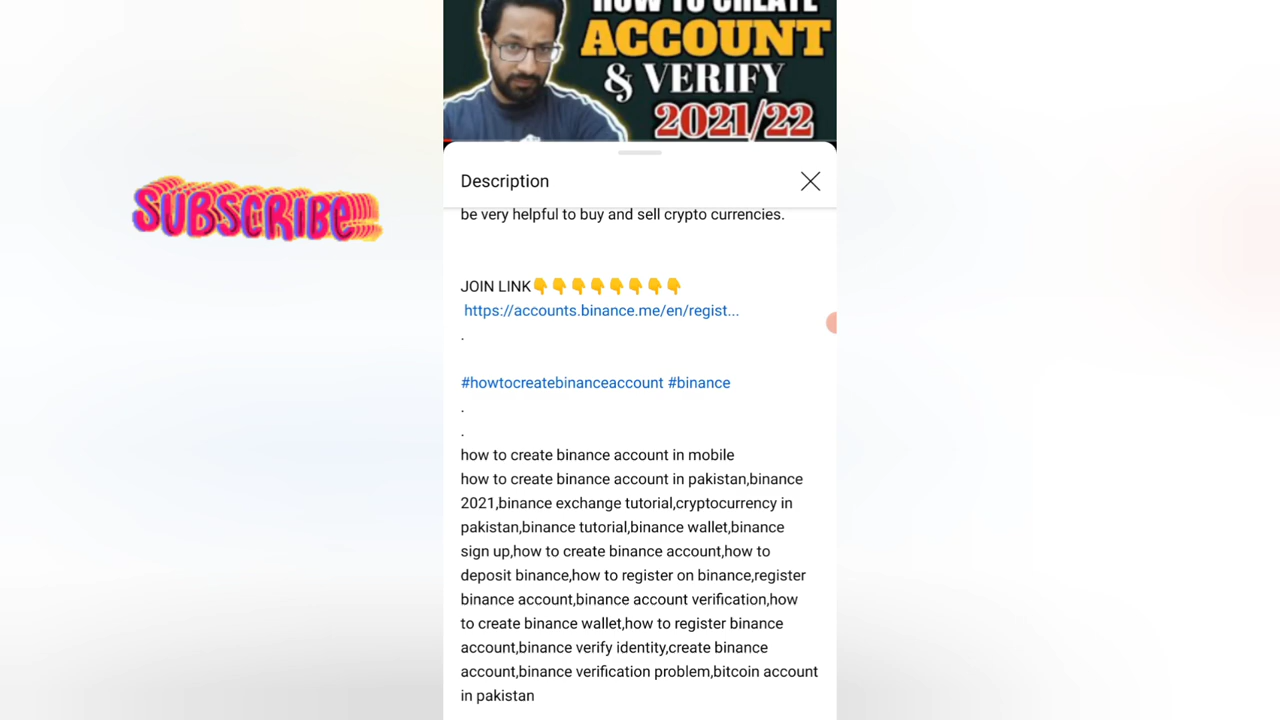 HOW TO CREATE
ACCOUNT
& VERIFY
2021/22
SUBSCRIBE
Description
be very helpful to buy and sell crypto currencies.
JOIN LINK👇👇👇👇👇👇👇👇
https://accounts.binance.me/en/regist...
.
#howtocreatebinanceaccount #binance
.
.
how to create binance account in mobile
how to create binance account in pakistan,binance
2021,binance exchange tutorial,cryptocurrency in
pakistan,binance tutorial,binance wallet,binance
sign up,how to create binance account,how to
deposit binance,how to register on binance,register
binance account,binance account verification,how
to create binance wallet,how to register binance
account,binance verify identity,create binance
account,binance verification problem,bitcoin account
in pakistan